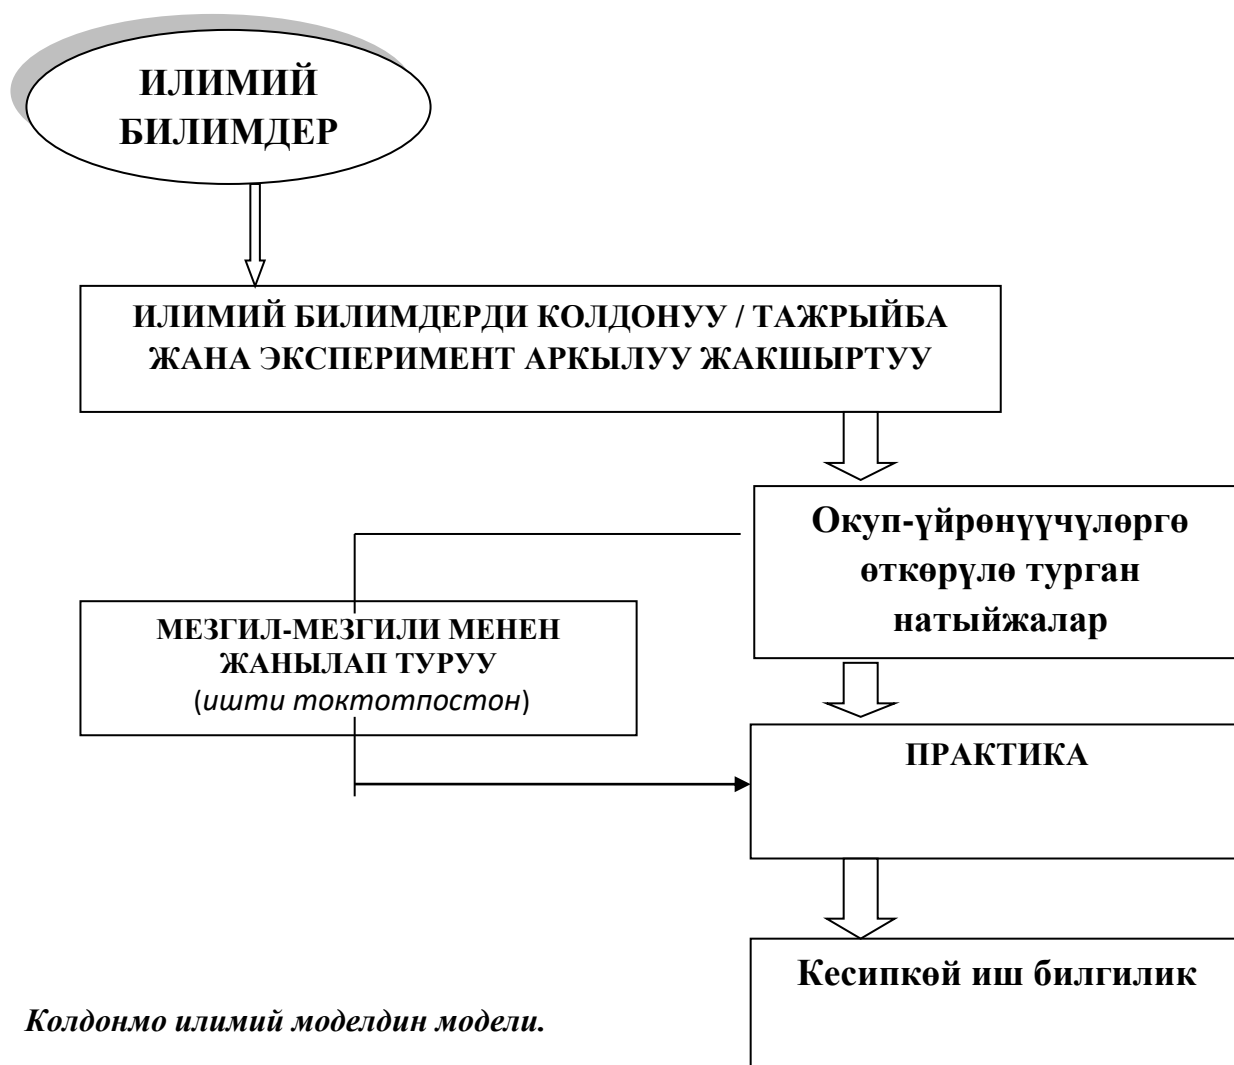 ИЛИМИЙ
БИЛИМДЕР
ИЛИМИЙ БИЛИМДЕРДИ КОЛДОНУУ / ТАЖРЫЙБА
ЖАНА ЭКСПЕРИМЕНТ АРКЫЛУУ ЖАКШЫРТУУ
Окуп-үйрөнүүчүлөргө
өткөрүлө турган
натыйжалар
МЕЗГИЛ-МЕЗГИЛИ МЕНЕН
ЖАНЫЛАП ТУРУУ
(ишти токтотпостон)
ПРАКТИКА
Кесипкөй иш билгилик
Колдонмо илимий моделдин модели.